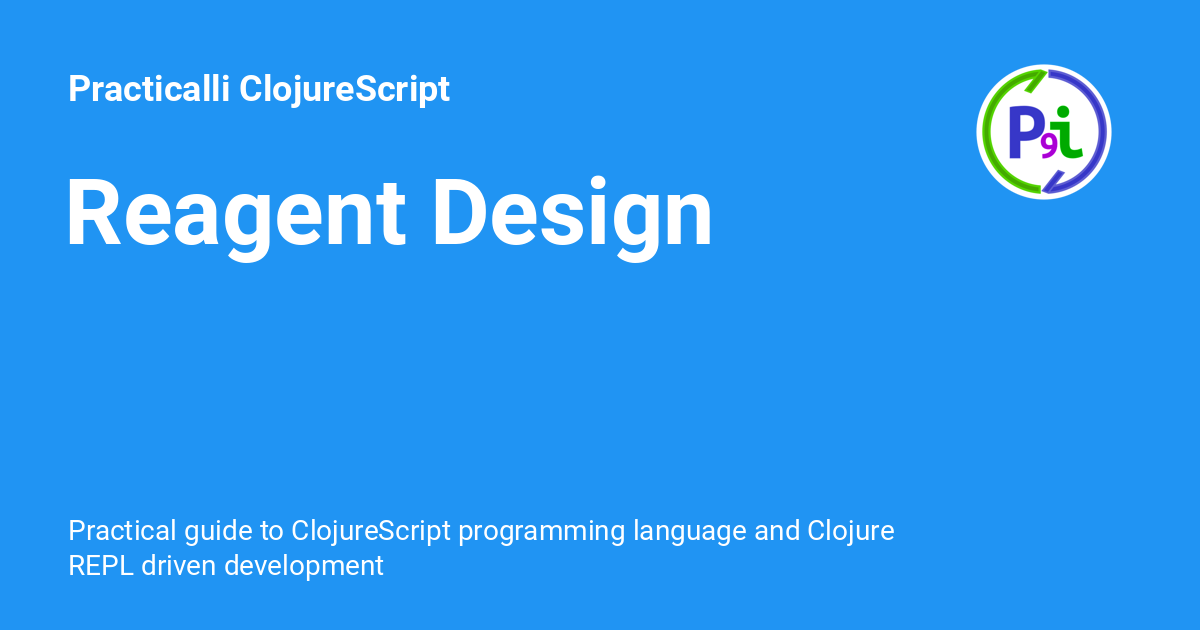 Practicalli ClojureScript
P9i
Reagent Design
Practical guide to ClojureScript programming language and Clojure
REPL driven development